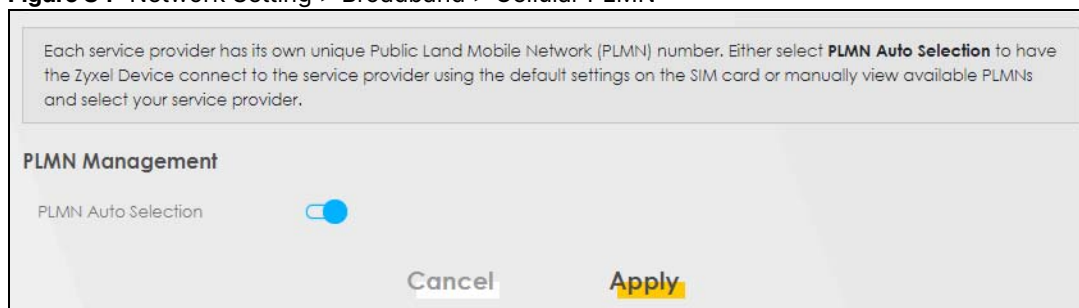 Network Setting > Broadband > Cellular PLMN
Each service provider has its own unique Public Land Mobile Network (PLMN) number. Either select PLMN Auto Selection to have
the Zyxel Device connect to the service provider using the default settings on the SIM card or manually view available PLMNs
and select your service provider.
PLMN Management
PLMN Auto Selection
Cancel
Apply